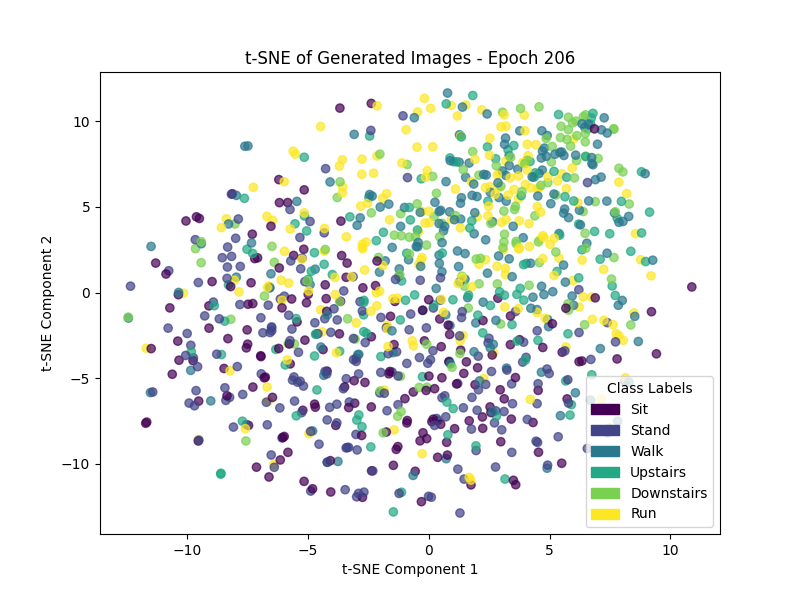 t-SNE of Generated Images - Epoch 206
10
5
0
−5
−10
t-SNE Component 2
Class Labels
Sit
Stand
Walk
Upstairs
Downstairs
Run
−10 −5 0 5 10
t-SNE Component 1